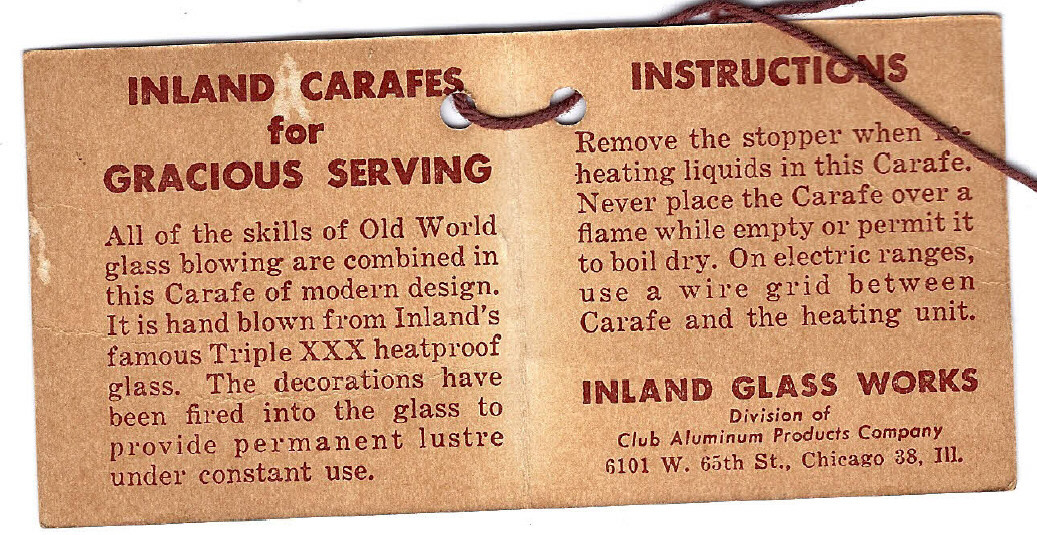 INLAND CARAFES
for
GRACIOUS SERVING
All of the skills of Old World
glass blowing are combined in
this Carafe of modern design.
It is hand blown from Inland's
famous Triple XXX heatproof
glass. The decorations have
been fired into the glass to
provide permanent lustre
under constant use.
INSTRUCTIONS
Remove the stopper when re-
heating liquids in this Carafe.
Never place the Carafe over a
flame while empty or permit it
to boil dry. On electric ranges,
use a wire grid between
Carafe and the heating unit.
INLAND GLASS WORKS
Division of
Club Aluminum Products Company
6101 W. 65th St., Chicago 38, Ill.